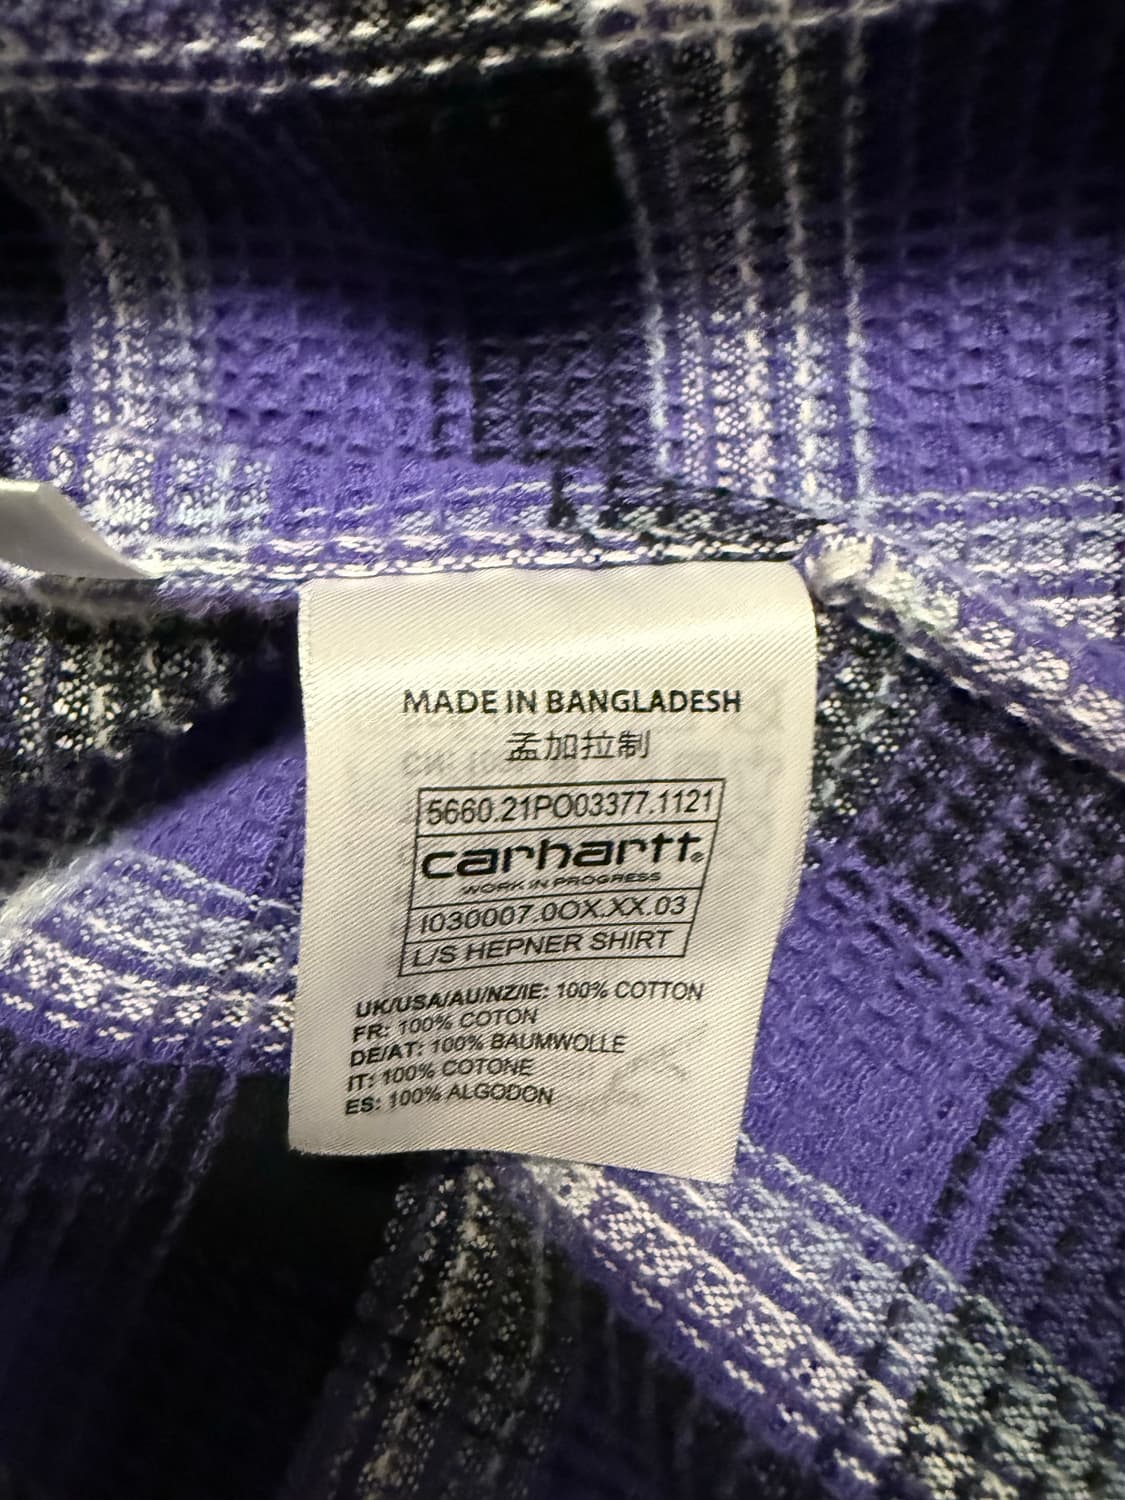 MADE IN BANGLADESH
孟加拉制
5660.21PO03377.1121
carhartt®
WORK IN PROGRESS
I030007.0OX.XX.03
L/S HEPNER SHIRT
UK/USA/AU/NZ/IE: 100% COTTON
FR: 100% COTON
DE/AT: 100% BAUMWOLLE
IT: 100% COTONE
ES: 100% ALGODON